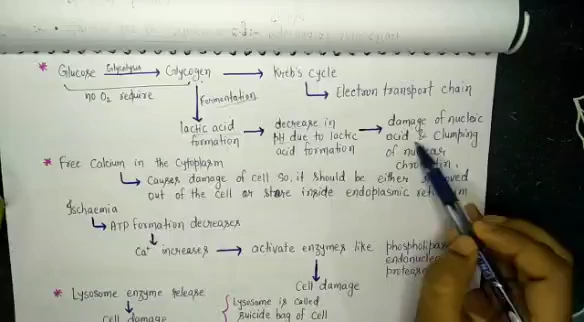 * Glucose Glycolysis → Glycogen → Kreb's cycle
no O₂ require
↳ Electron transport chain
Fermentation
lactic acid formation → decrease in pH due to lactic acid formation → damage of nucleic acid & clumping of nuclear chromatin.
* Free Calcium in the Cytoplasm
↳ Causes damage of cell so, it should be either removed
out of the cell or store inside endoplasmic reticulum
Ischaemia
↳ ATP Formation decreases
Ca⁺ increases → activate enzymes like phospholipase
endonuclease
protease
Cell damage
* Lysosome enzyme release
Cell damage
Lysosome is called
suicide bag of cell